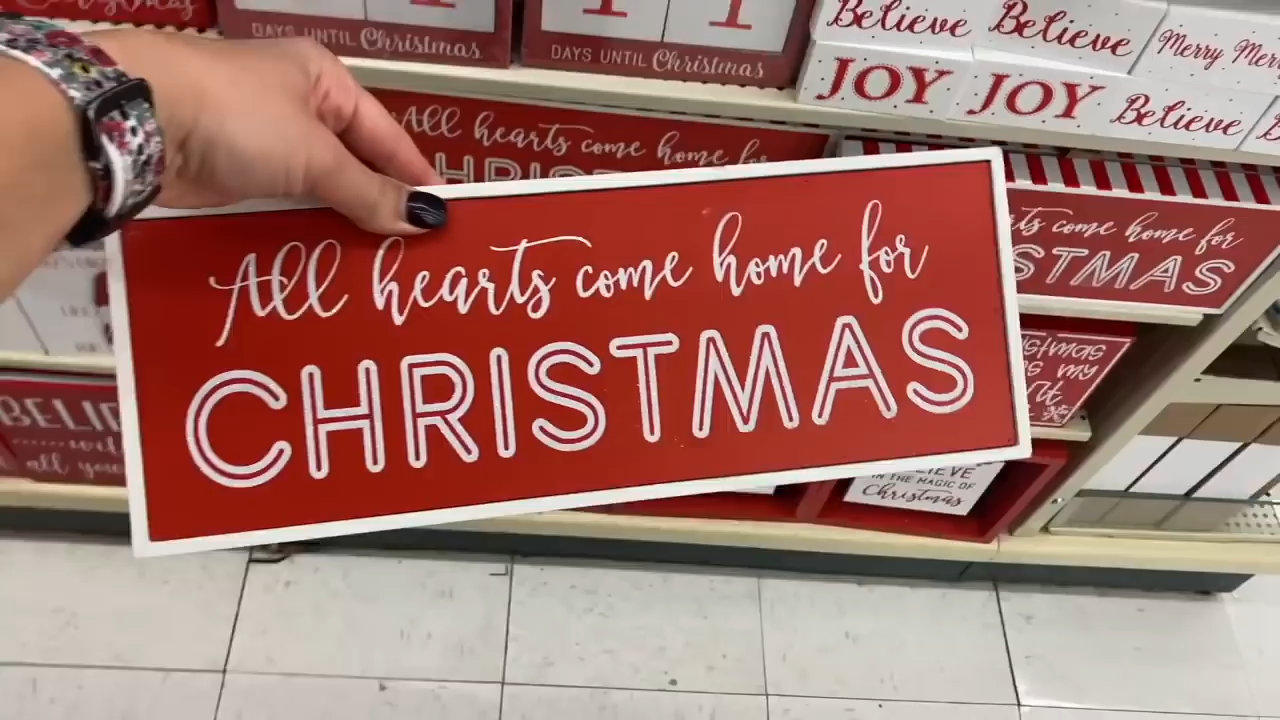 DAYS UNTIL Christmas
DAYS UNTIL Christmas
Believe
Believe
Merry
JOY
JOY
Believe
All hearts come home for
All hearts come home for
CHRISTMAS
come home for
STMAS
all
IN THE MAGIC OF
Christmas